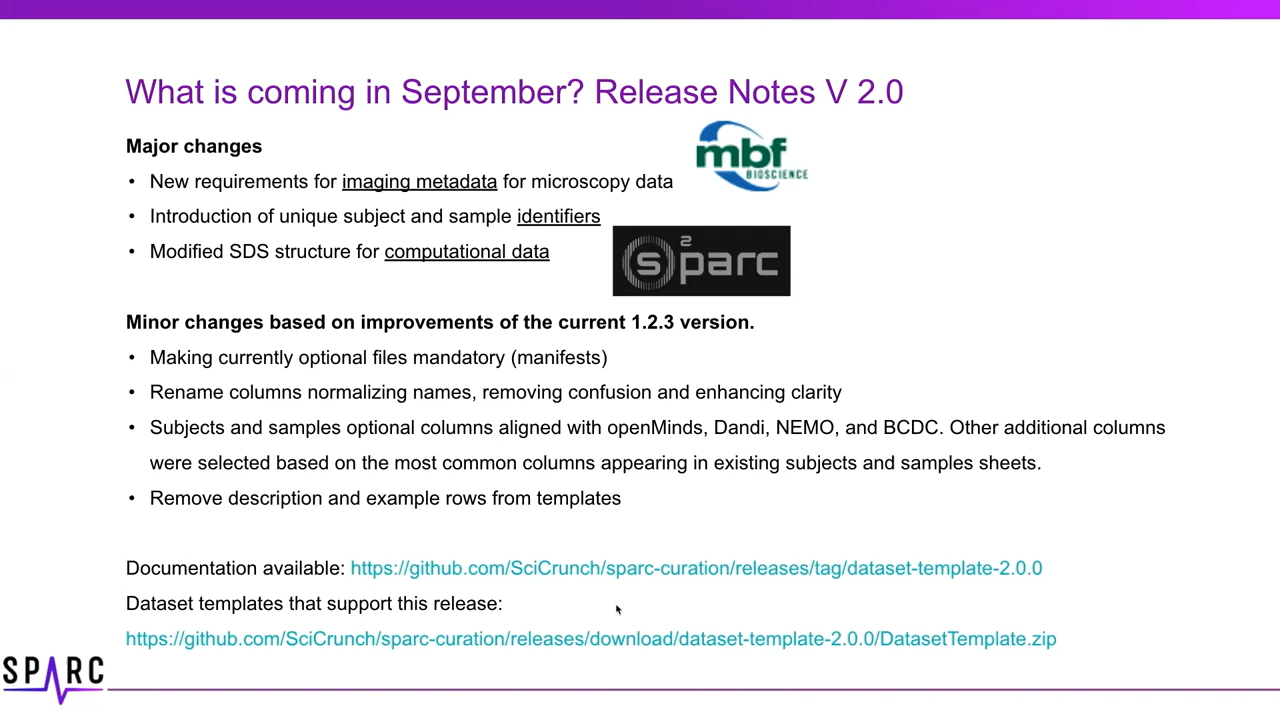 What is coming in September? Release Notes V 2.0
Major changes
mbf
BIOSCIENCE
• New requirements for imaging metadata for microscopy data
• Introduction of unique subject and sample identifiers
s2parc
• Modified SDS structure for computational data
Minor changes based on improvements of the current 1.2.3 version.
• Making currently optional files mandatory (manifests)
• Rename columns normalizing names, removing confusion and enhancing clarity
• Subjects and samples optional columns aligned with openMinds, Dandi, NEMO, and BCDC. Other additional columns
were selected based on the most common columns appearing in existing subjects and samples sheets.
• Remove description and example rows from templates
Documentation available: https://github.com/SciCrunch/sparc-curation/releases/tag/dataset-template-2.0.0
Dataset templates that support this release:
https://github.com/SciCrunch/sparc-curation/releases/download/dataset-template-2.0.0/DatasetTemplate.zip
SPARC